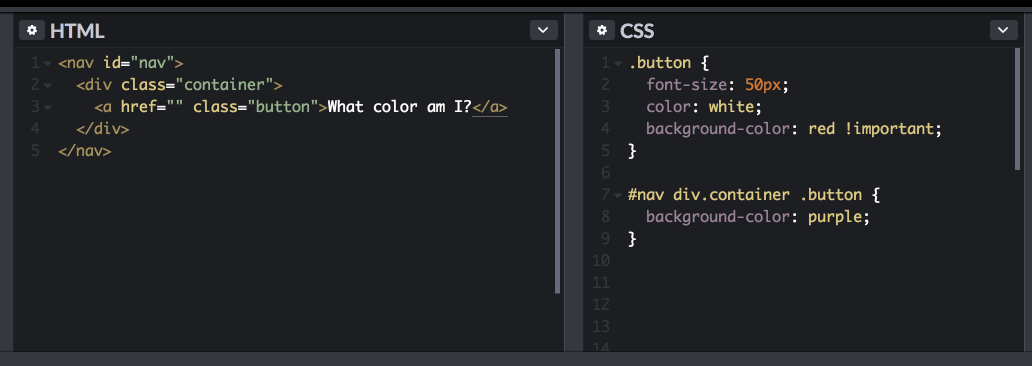 HTML
1 <nav id="nav">
2   <div class="container">
3     <a href="" class="button">What color am I?</a>
4   </div>
5 </nav>
CSS
1 .button {
2   font-size: 50px;
3   color: white;
4   background-color: red !important;
5 }
6
7 #nav div.container .button {
8   background-color: purple;
9 }
10
11
12
13
14